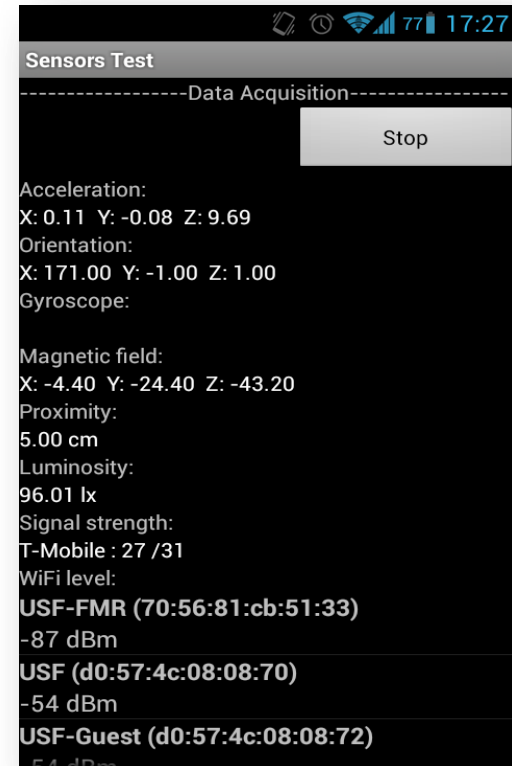 77 17:27
Sensors Test
-----------------Data Acquisition-----------------
Stop
Acceleration:
X: 0.11 Y: -0.08 Z: 9.69
Orientation:
X: 171.00 Y: -1.00 Z: 1.00
Gyroscope:
Magnetic field:
X: -4.40 Y: -24.40 Z: -43.20
Proximity:
5.00 cm
Luminosity:
96.01 lx
Signal strength:
T-Mobile : 27 /31
WiFi level:
USF-FMR (70:56:81:cb:51:33)
-87 dBm
USF (d0:57:4c:08:08:70)
-54 dBm
USF-Guest (d0:57:4c:08:08:72)
-54 dBm